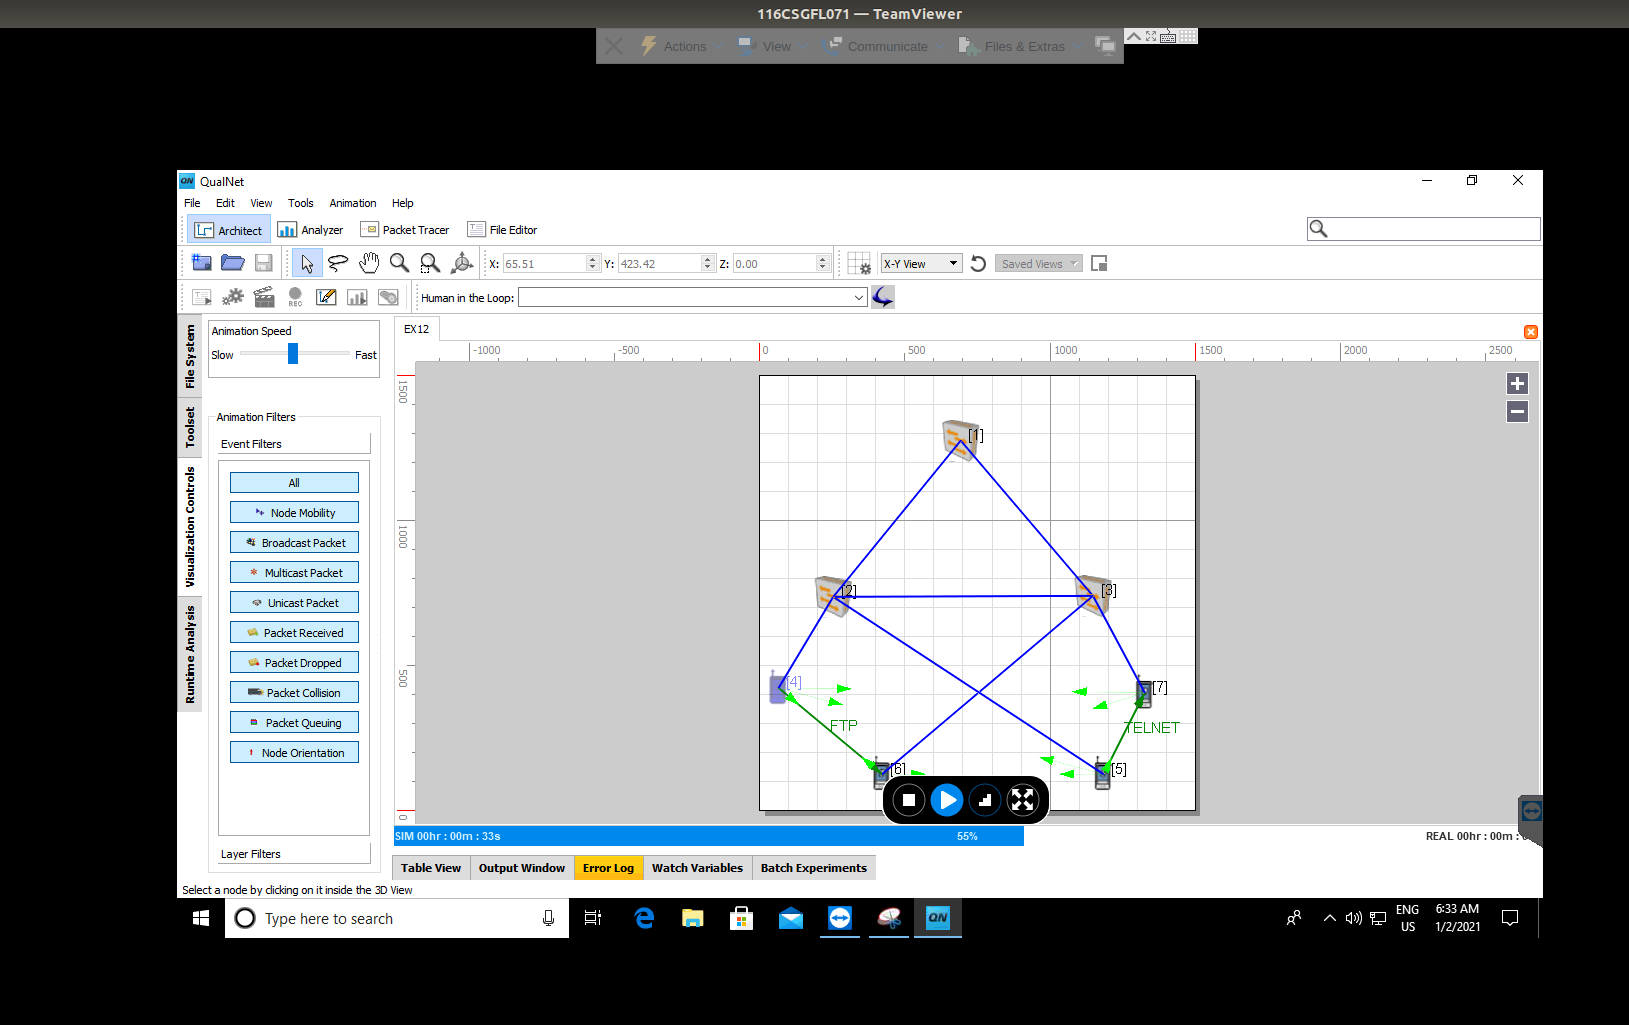 116CSGFL071 — TeamViewer
Actions View Communicate Files & Extras
QN QualNet
File Edit View Tools Animation Help
Architect Analyzer Packet Tracer File Editor
X: 65.51 Y: 423.42 Z: 0.00 X-Y View Saved Views
REC Human in the Loop:
File System
Toolset
Visualization Controls
Runtime Analysis
Animation Speed
Slow Fast
Animation Filters
Event Filters
All
Node Mobility
Broadcast Packet
Multicast Packet
Unicast Packet
Packet Received
Packet Dropped
Packet Collision
Packet Queuing
Node Orientation
Layer Filters
EX12
-1000 -500 0 500 1000 1500 2000 2500
1500
1000
500
0
[1]
[2] [3]
[4] [7]
FTP TELNET
[6] [5]
SIM 00hr : 00m : 33s 55% REAL 00hr : 00m :
Table View Output Window Error Log Watch Variables Batch Experiments
Select a node by clicking on it inside the 3D View
Type here to search QN
ENG
US
6:33 AM
1/2/2021